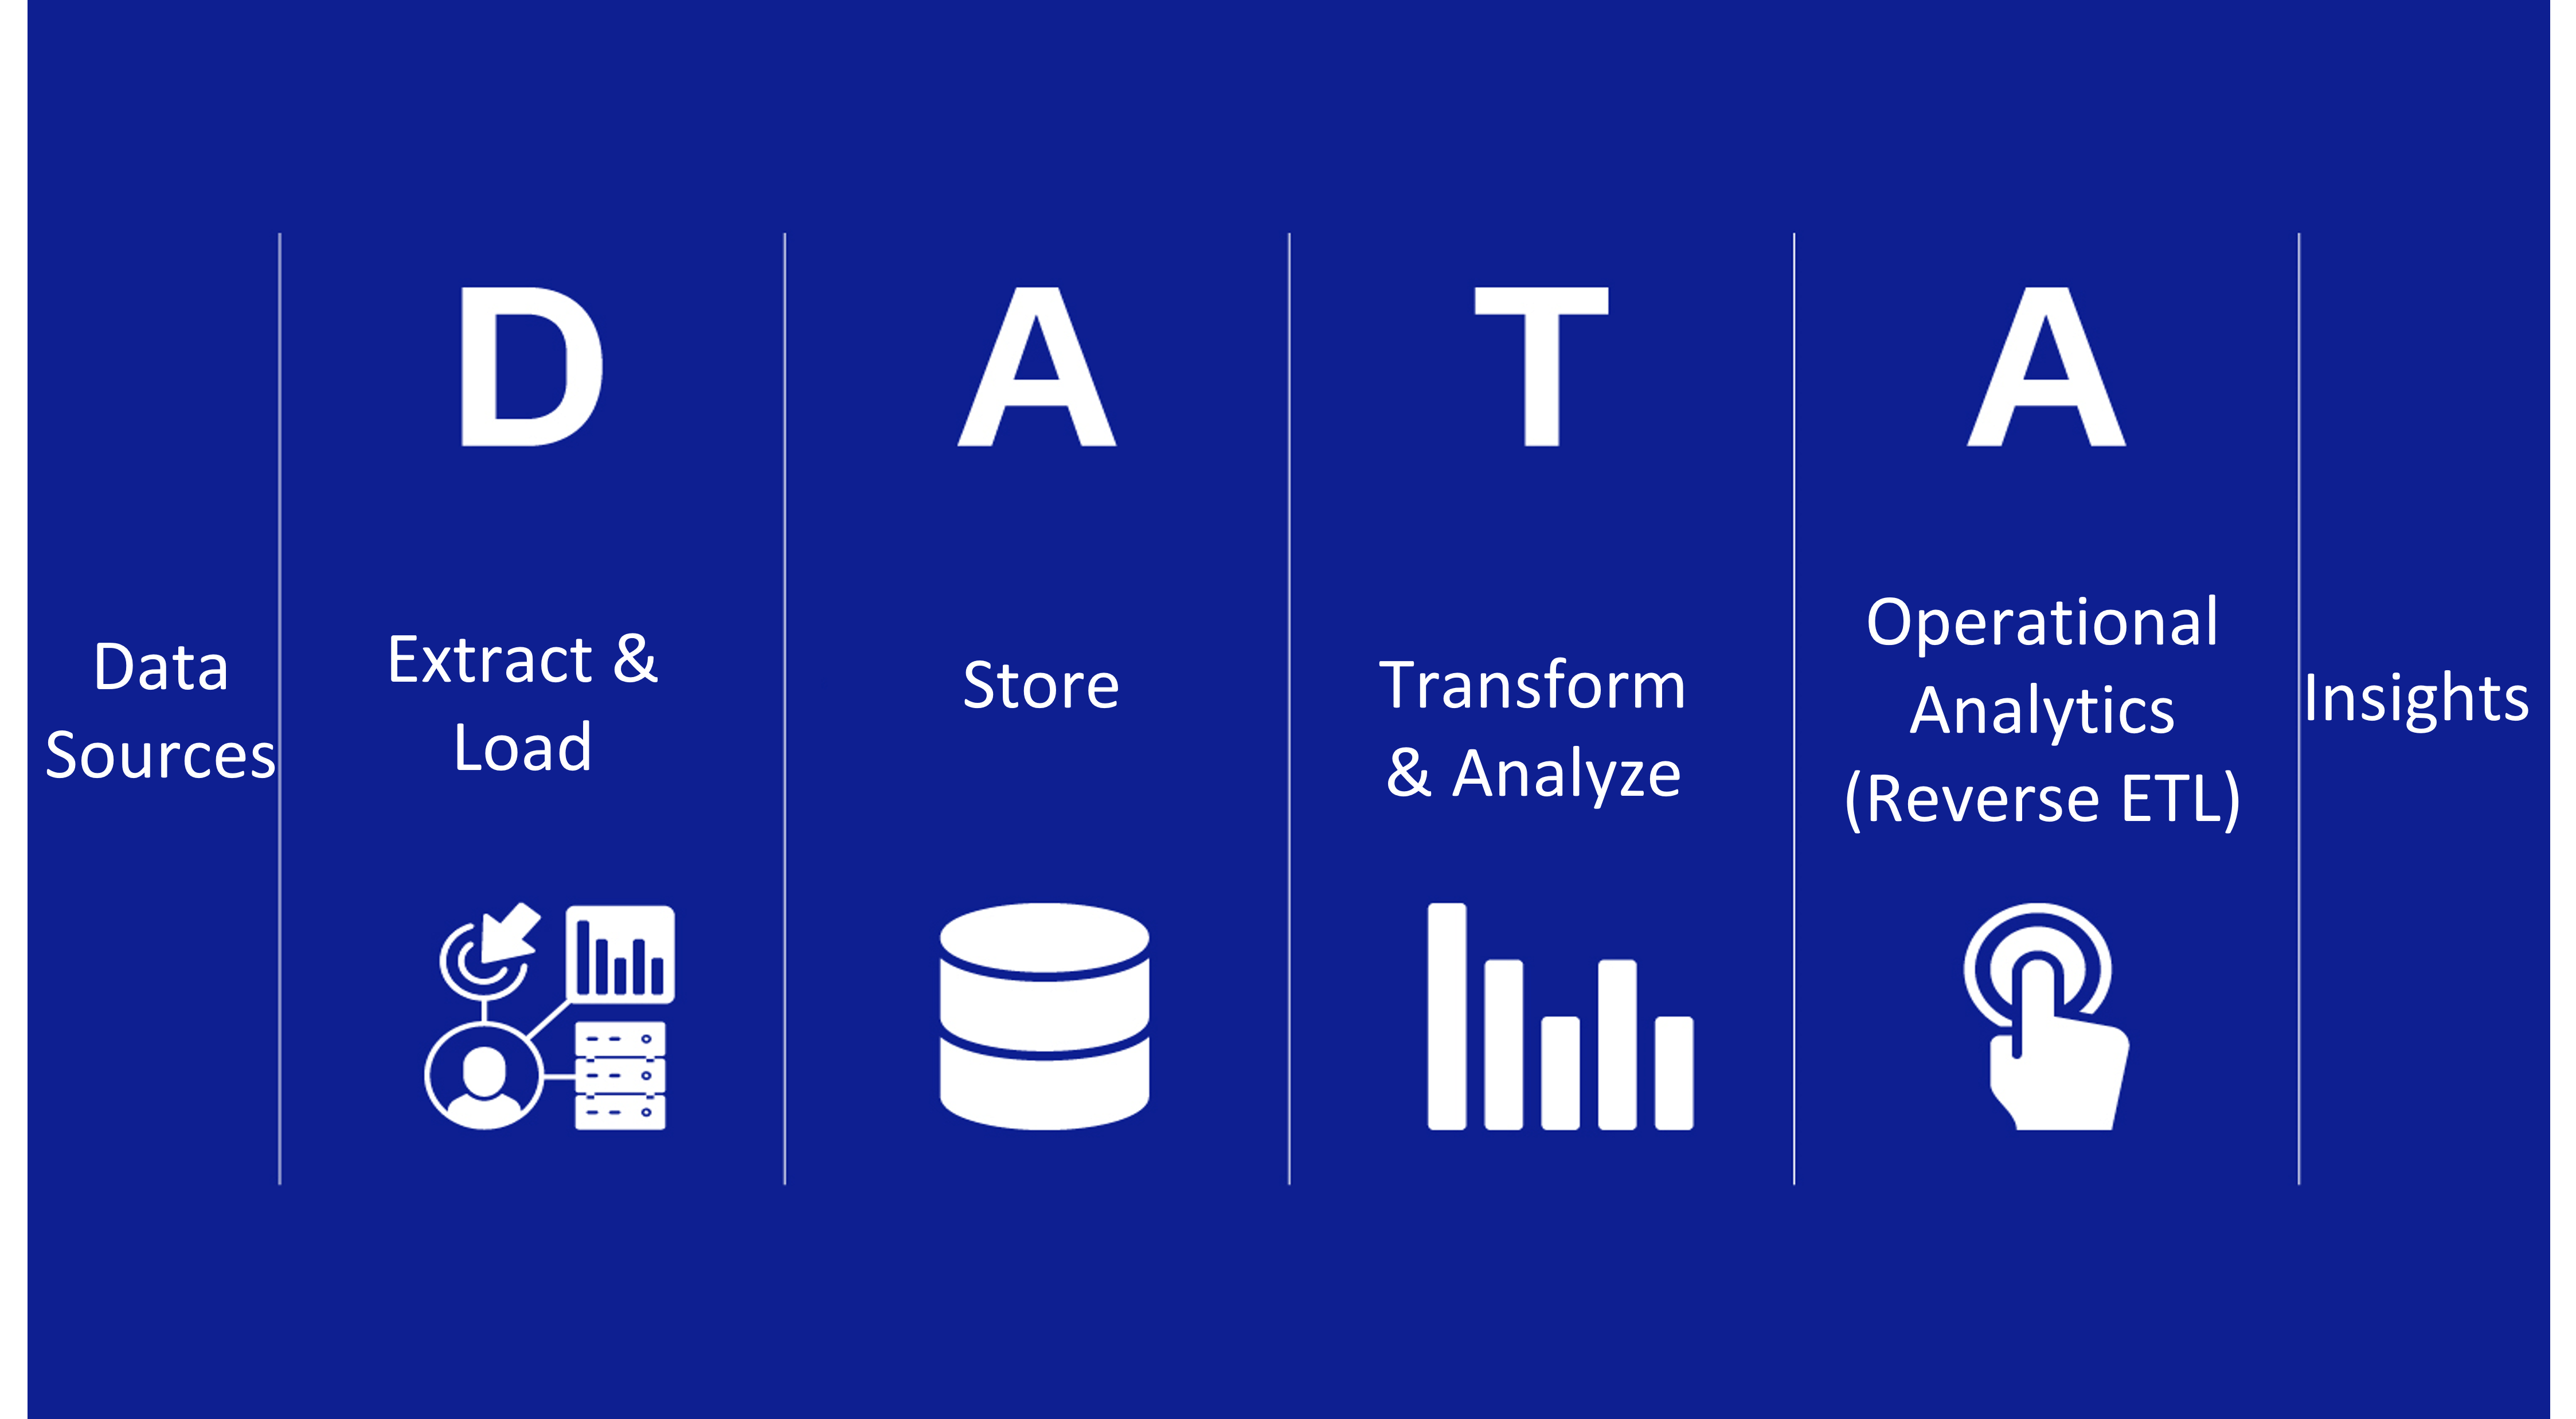 D
A
T
A
Data
Sources
Extract &
Load
Store
Transform
& Analyze
Operational
Analytics
(Reverse ETL)
Insights